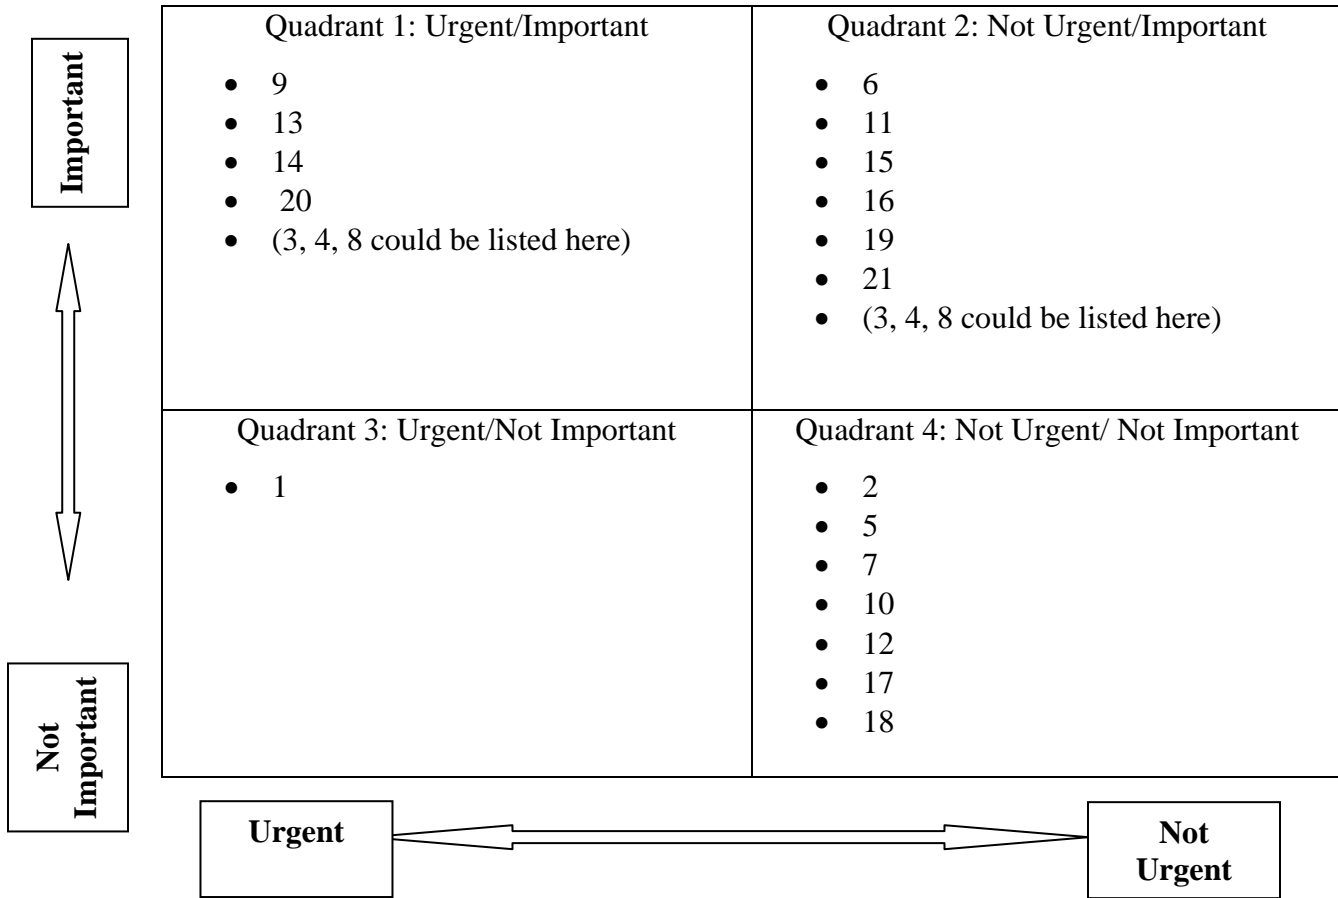 Important
Quadrant 1: Urgent/Important
• 9
• 13
• 14
• 20
• (3, 4, 8 could be listed here)
Quadrant 2: Not Urgent/Important
• 6
• 11
• 15
• 16
• 19
• 21
• (3, 4, 8 could be listed here)
Not
Important
Quadrant 3: Urgent/Not Important
• 1
Quadrant 4: Not Urgent/ Not Important
• 2
• 5
• 7
• 10
• 12
• 17
• 18
Urgent
Not
Urgent